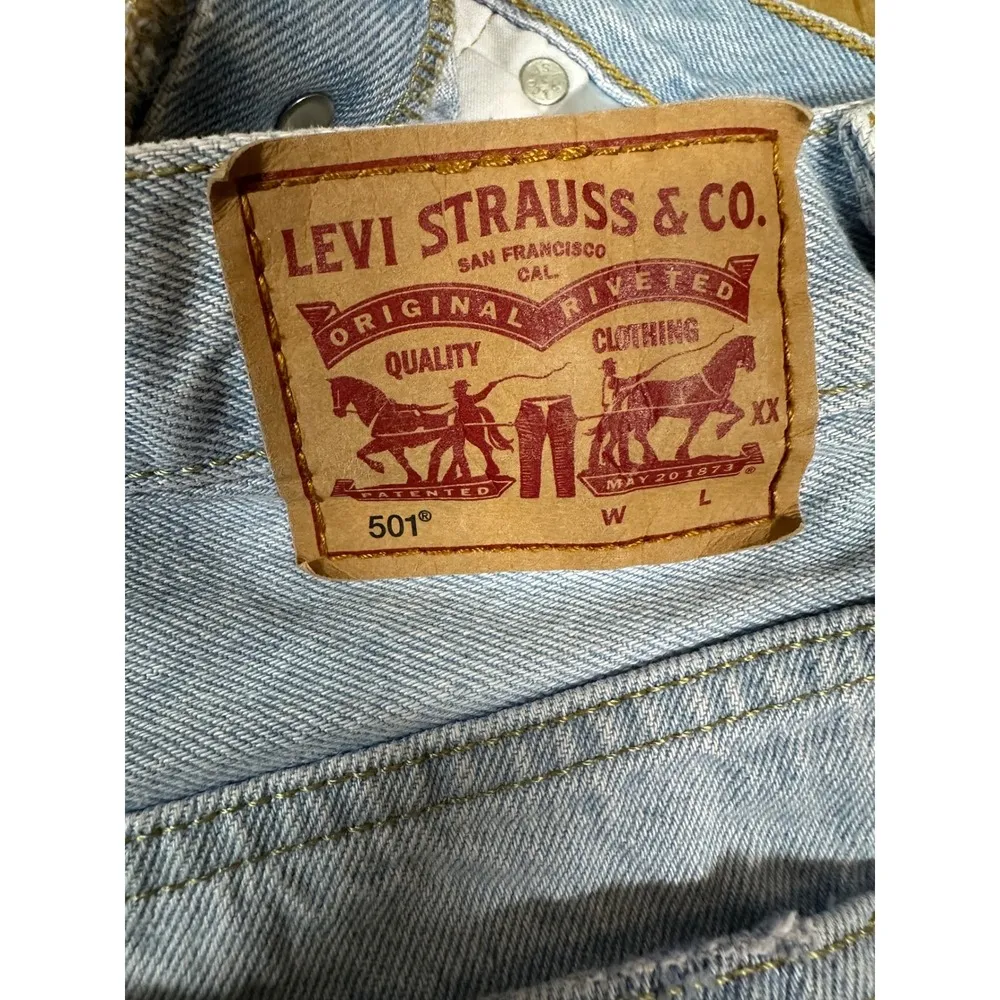 LEVI STRAUSS & CO.
SAN FRANCISCO
CAL.
ORIGINAL RIVETED
QUALITY CLOTHING
XX
PATENTED MAY 20 1873 ®
501® W L